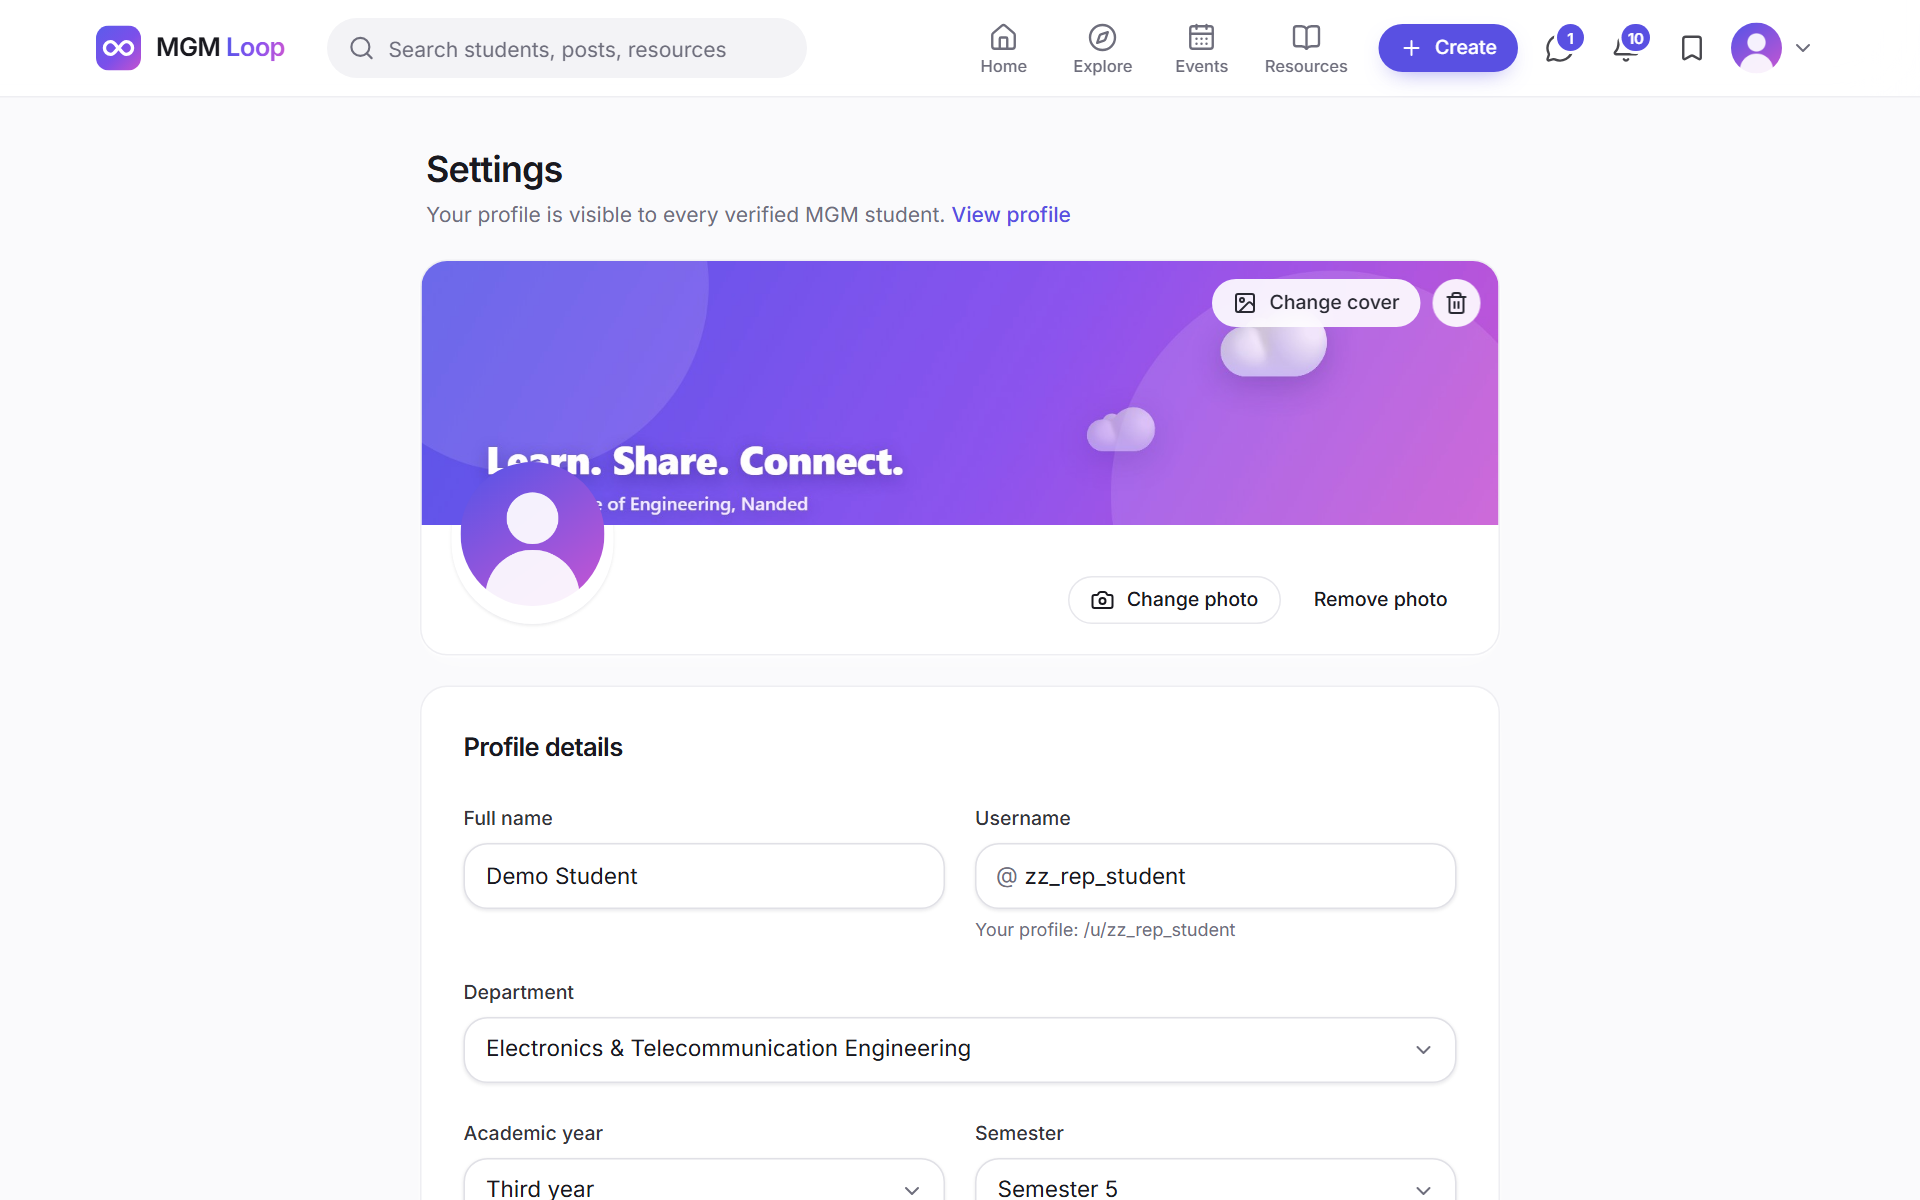 MGM Loop
Search students, posts, resources
Home
Explore
Events
Resources
Create
1
10
Settings
Your profile is visible to every verified MGM student. View profile
Change cover
Learn. Share. Connect.
of Engineering, Nanded
Change photo
Remove photo
Profile details
Full name
Username
Demo Student
@ zz_rep_student
Your profile: /u/zz_rep_student
Department
Electronics & Telecommunication Engineering
Academic year
Semester
Third year
Semester 5